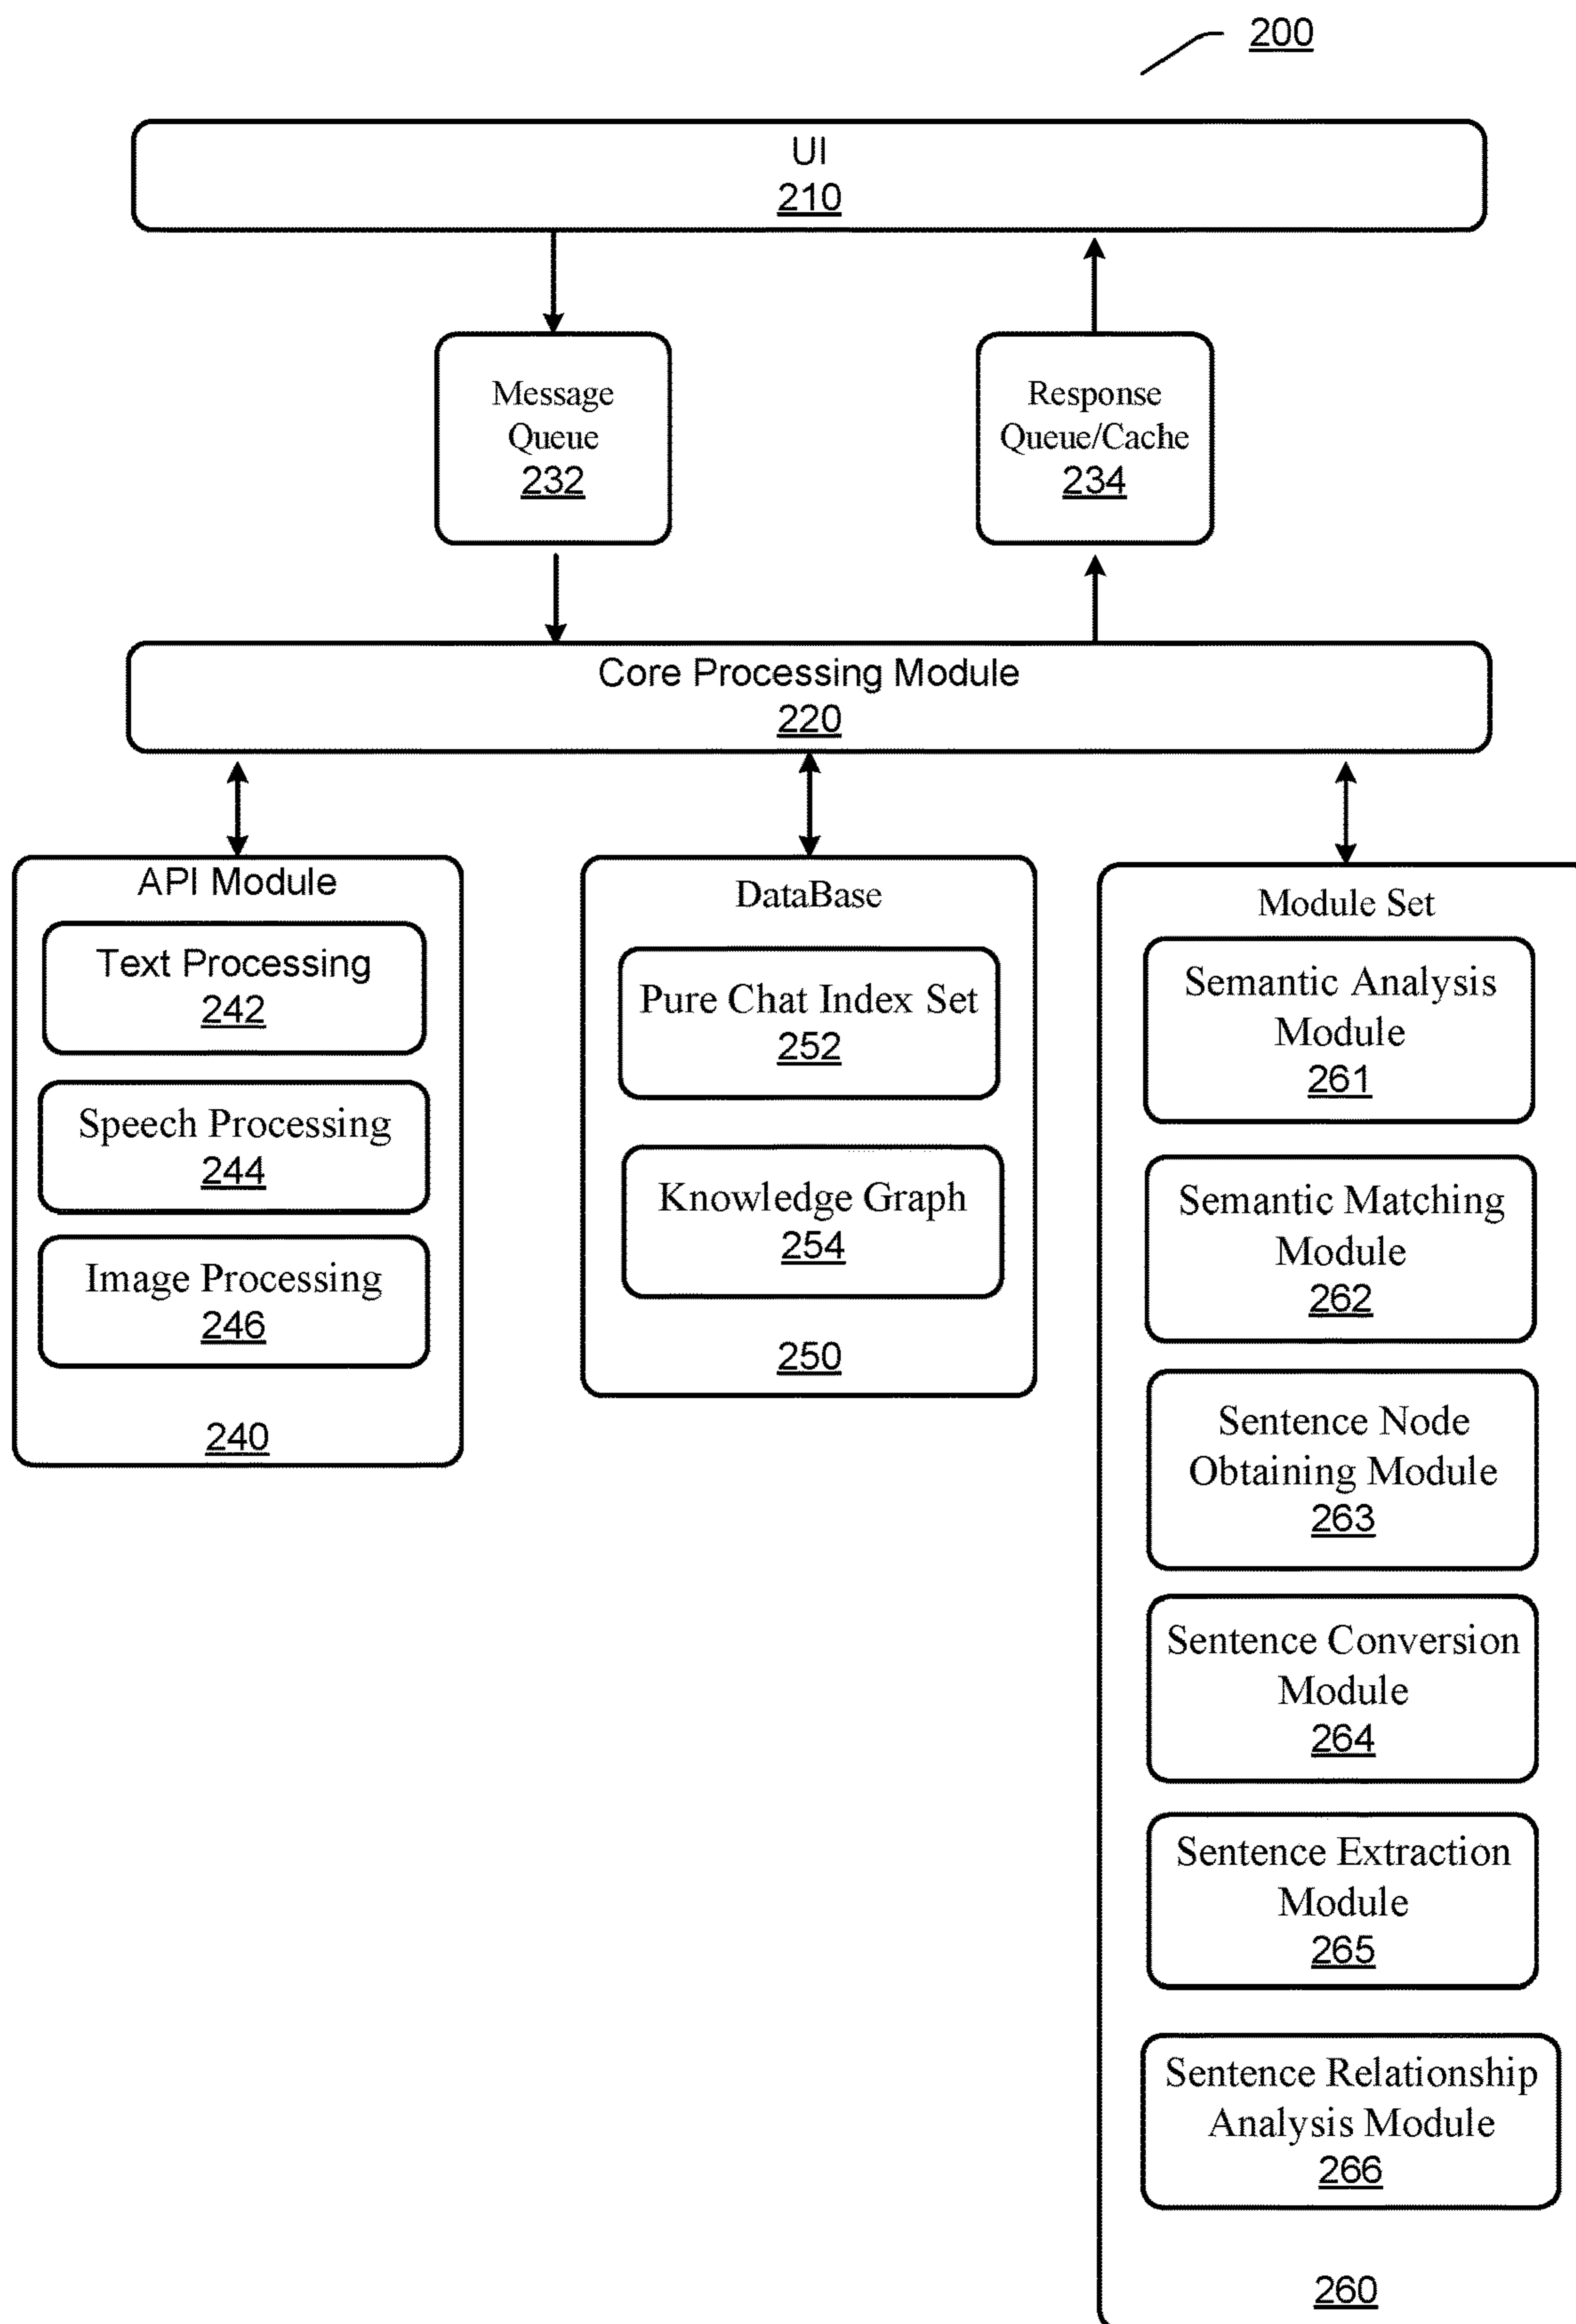 200
UI
210
Message
Queue
232
Response
Queue/Cache
234
Core Processing Module
220
API Module
Text Processing
242
Speech Processing
244
Image Processing
246
240
DataBase
Pure Chat Index Set
252
Knowledge Graph
254
250
Module Set
Semantic Analysis
Module
261
Semantic Matching
Module
262
Sentence Node
Obtaining Module
263
Sentence Conversion
Module
264
Sentence Extraction
Module
265
Sentence Relationship
Analysis Module
266
260